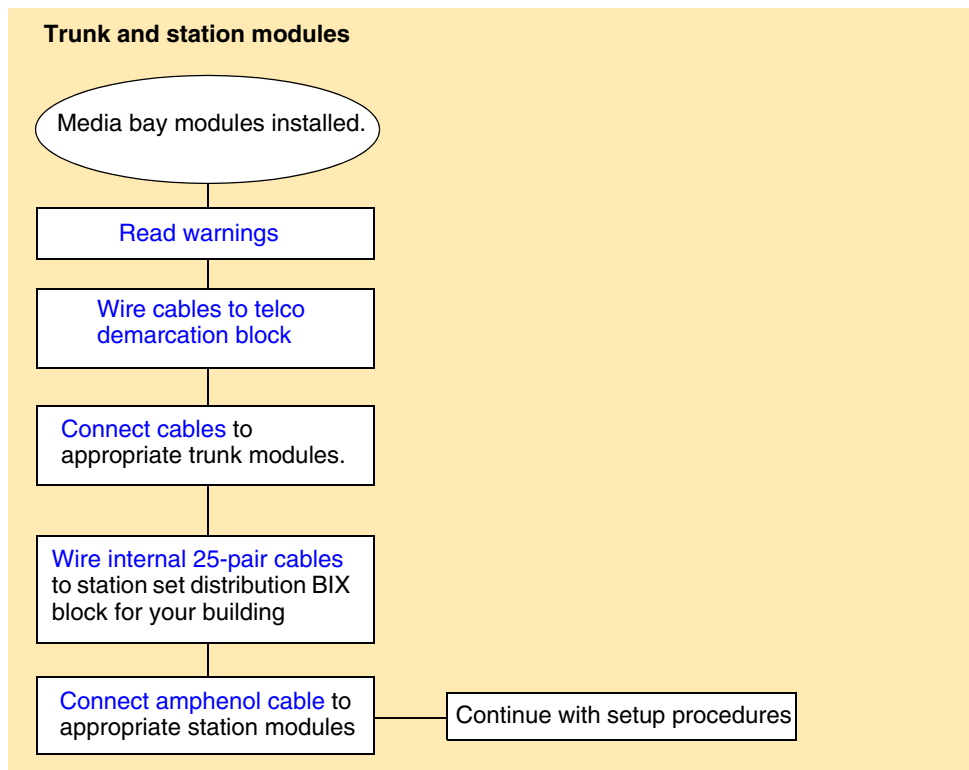 Trunk and station modules
Media bay modules installed.
Read warnings
Wire cables to telco
demarcation block
Connect cables to
appropriate trunk modules.
Wire internal 25-pair cables
to station set distribution BIX
block for your building
Connect amphenol cable to
appropriate station modules
Continue with setup procedures